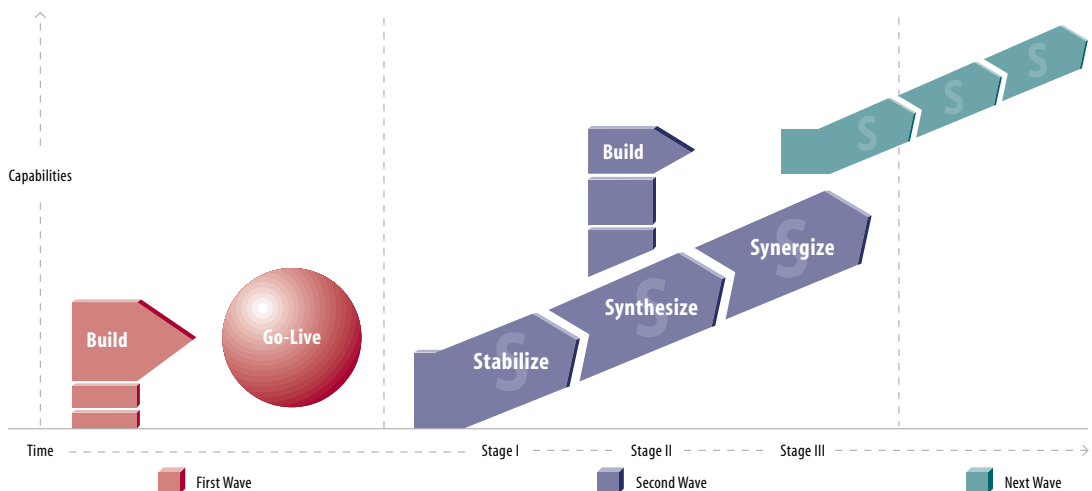 S
S
S
Build
Capabilities
S
Synergize
S
Synthesize
Build
Go-Live
S
Stabilize
Time
Stage I
Stage II
Stage III
First Wave
Second Wave
Next Wave